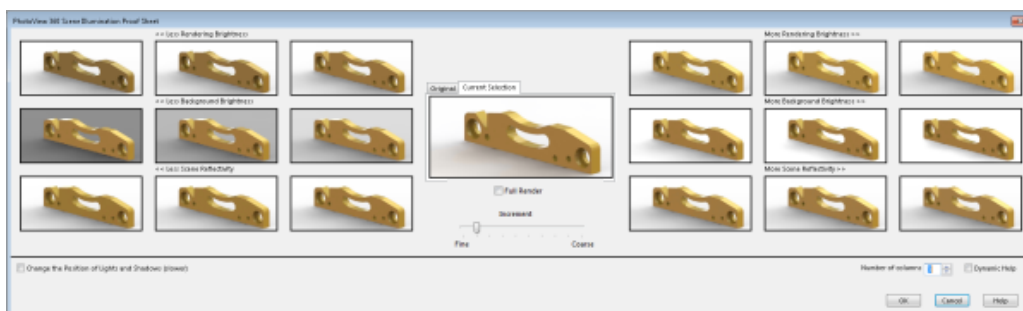 PhotoView 360 Scene Illumination Proof Sheet
<< Less Rendering Brightness
More Rendering Brightness >>
Original
Current Selection
<< Less Background Brightness
More Background Brightness >>
<< Less Scene Reflectivity
More Scene Reflectivity >>
Full Render
Increment
Fine
Coarse
Change the Position of Lights and Shadows (slower)
Number of columns
Dynamic Help
OK
Cancel
Help